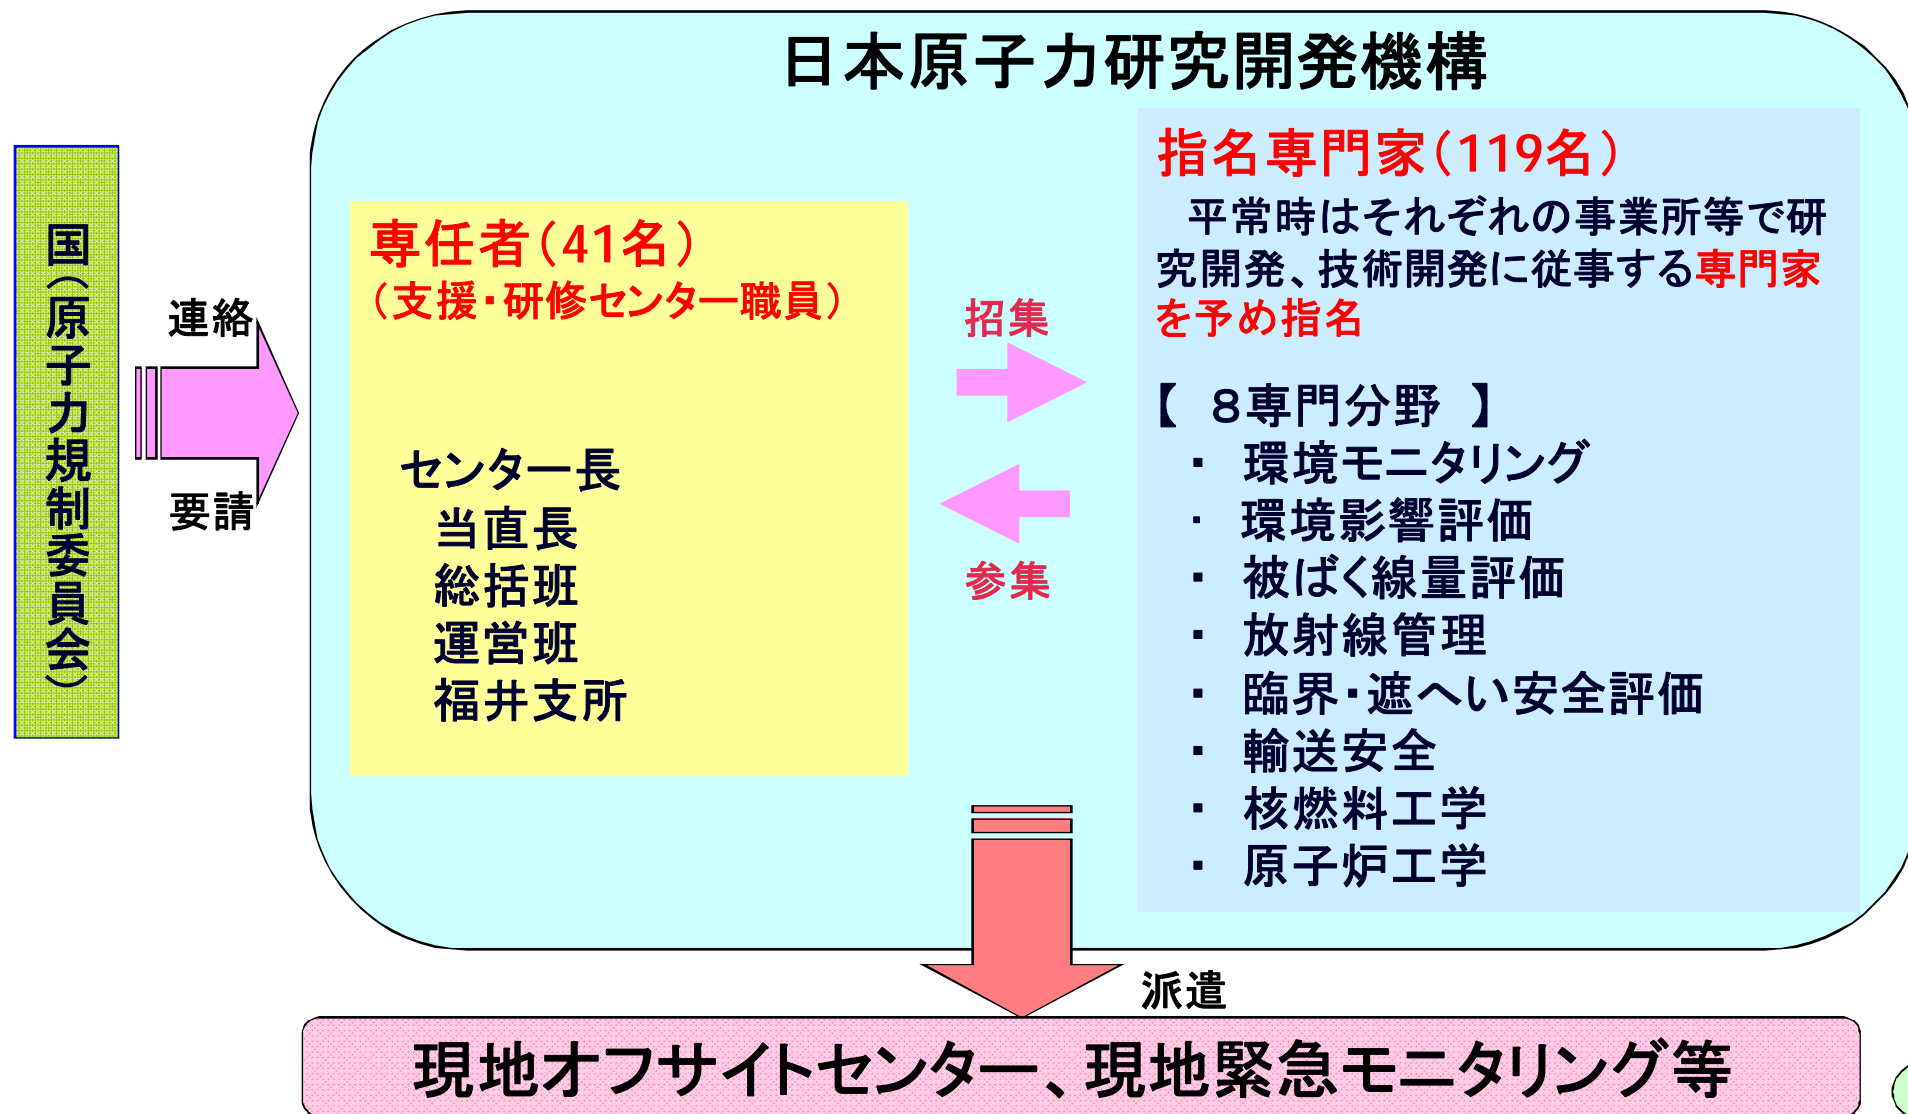 日本原子力研究開発機構
国(原子力規制委員会)
連絡
要請
専任者(41名)
(支援・研修センター職員)
センター長
当直長
総括班
運営班
福井支所
招集
参集
指名専門家(119名)
平常時はそれぞれの事業所等で研
究開発、技術開発に従事する専門家
を予め指名
【 8専門分野 】
・ 環境モニタリング
・ 環境影響評価
・ 被ばく線量評価
・ 放射線管理
・ 臨界・遮へい安全評価
・ 輸送安全
・ 核燃料工学
・ 原子炉工学
派遣
現地オフサイトセンター、現地緊急モニタリング等